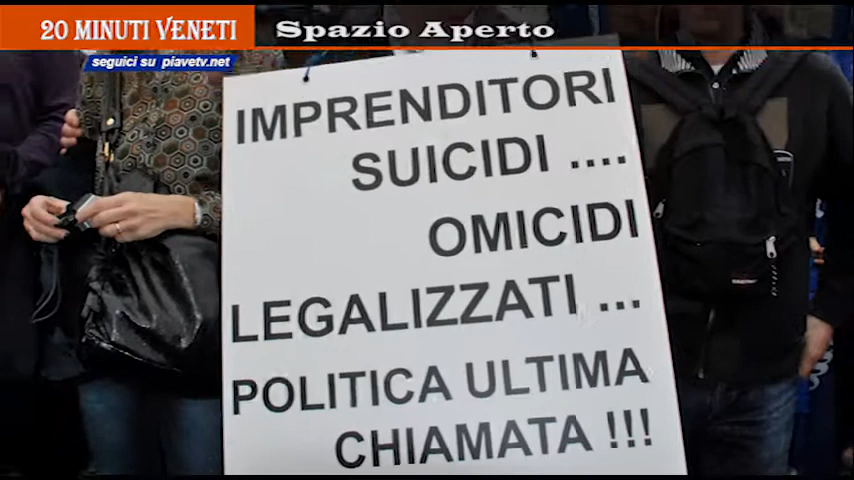 20 MINUTI VENETI
Spazio Aperto
seguici su piavetv.net
IMPRENDITORI
SUICIDI ....
OMICIDI
LEGALIZZATI ...
POLITICA ULTIMA
CHIAMATA !!!